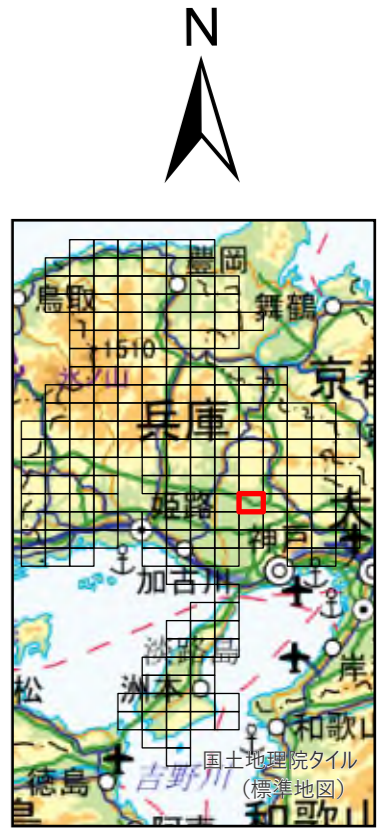 N
豊岡
鳥取
舞鶴
1510
氷ノ山
京都
兵庫
姫路
大
神戸
加古川
淡路島
岸
松
洲本
和歌山
国土地理院タイル
徳島
吉野川
(標準地図)
島
和歌山